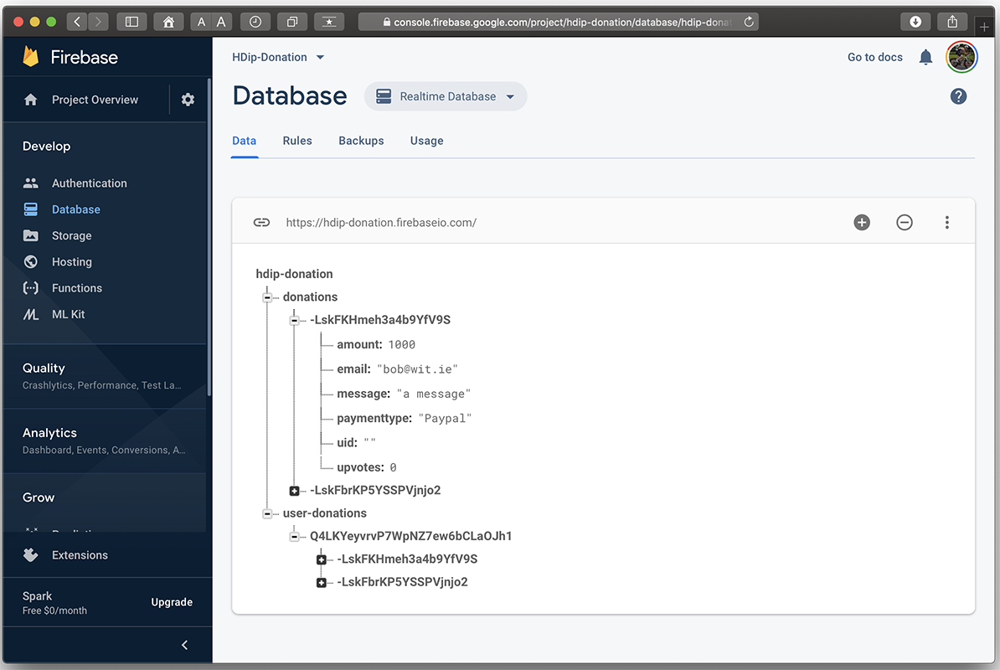 A A
console.firebase.google.com/project/hdip-donation/database/hdip-dona
Firebase
HDip-Donation
Go to docs
Project Overview
Database
Realtime Database
?
Data Rules Backups Usage
Develop
Authentication
Database
Storage
Hosting
Functions
ML Kit
Quality
Crashlytics, Performance, Test La...
Analytics
Dashboard, Events, Conversions, A...
Grow
Extensions
Spark
Free $0/month
Upgrade
https://hdip-donation.firebaseio.com/
hdip-donation
donations
-LskFKHmeh3a4b9YfV9S
amount: 1000
email: "bob@wit.ie"
message: "a message"
paymenttype: "Paypal"
uid: ""
upvotes: 0
-LskFbrKP5YSSPVjnjo2
user-donations
Q4LKYeyvrvP7WpNZ7ew6bCLaOJh1
-LskFKHmeh3a4b9YfV9S
-LskFbrKP5YSSPVjnjo2